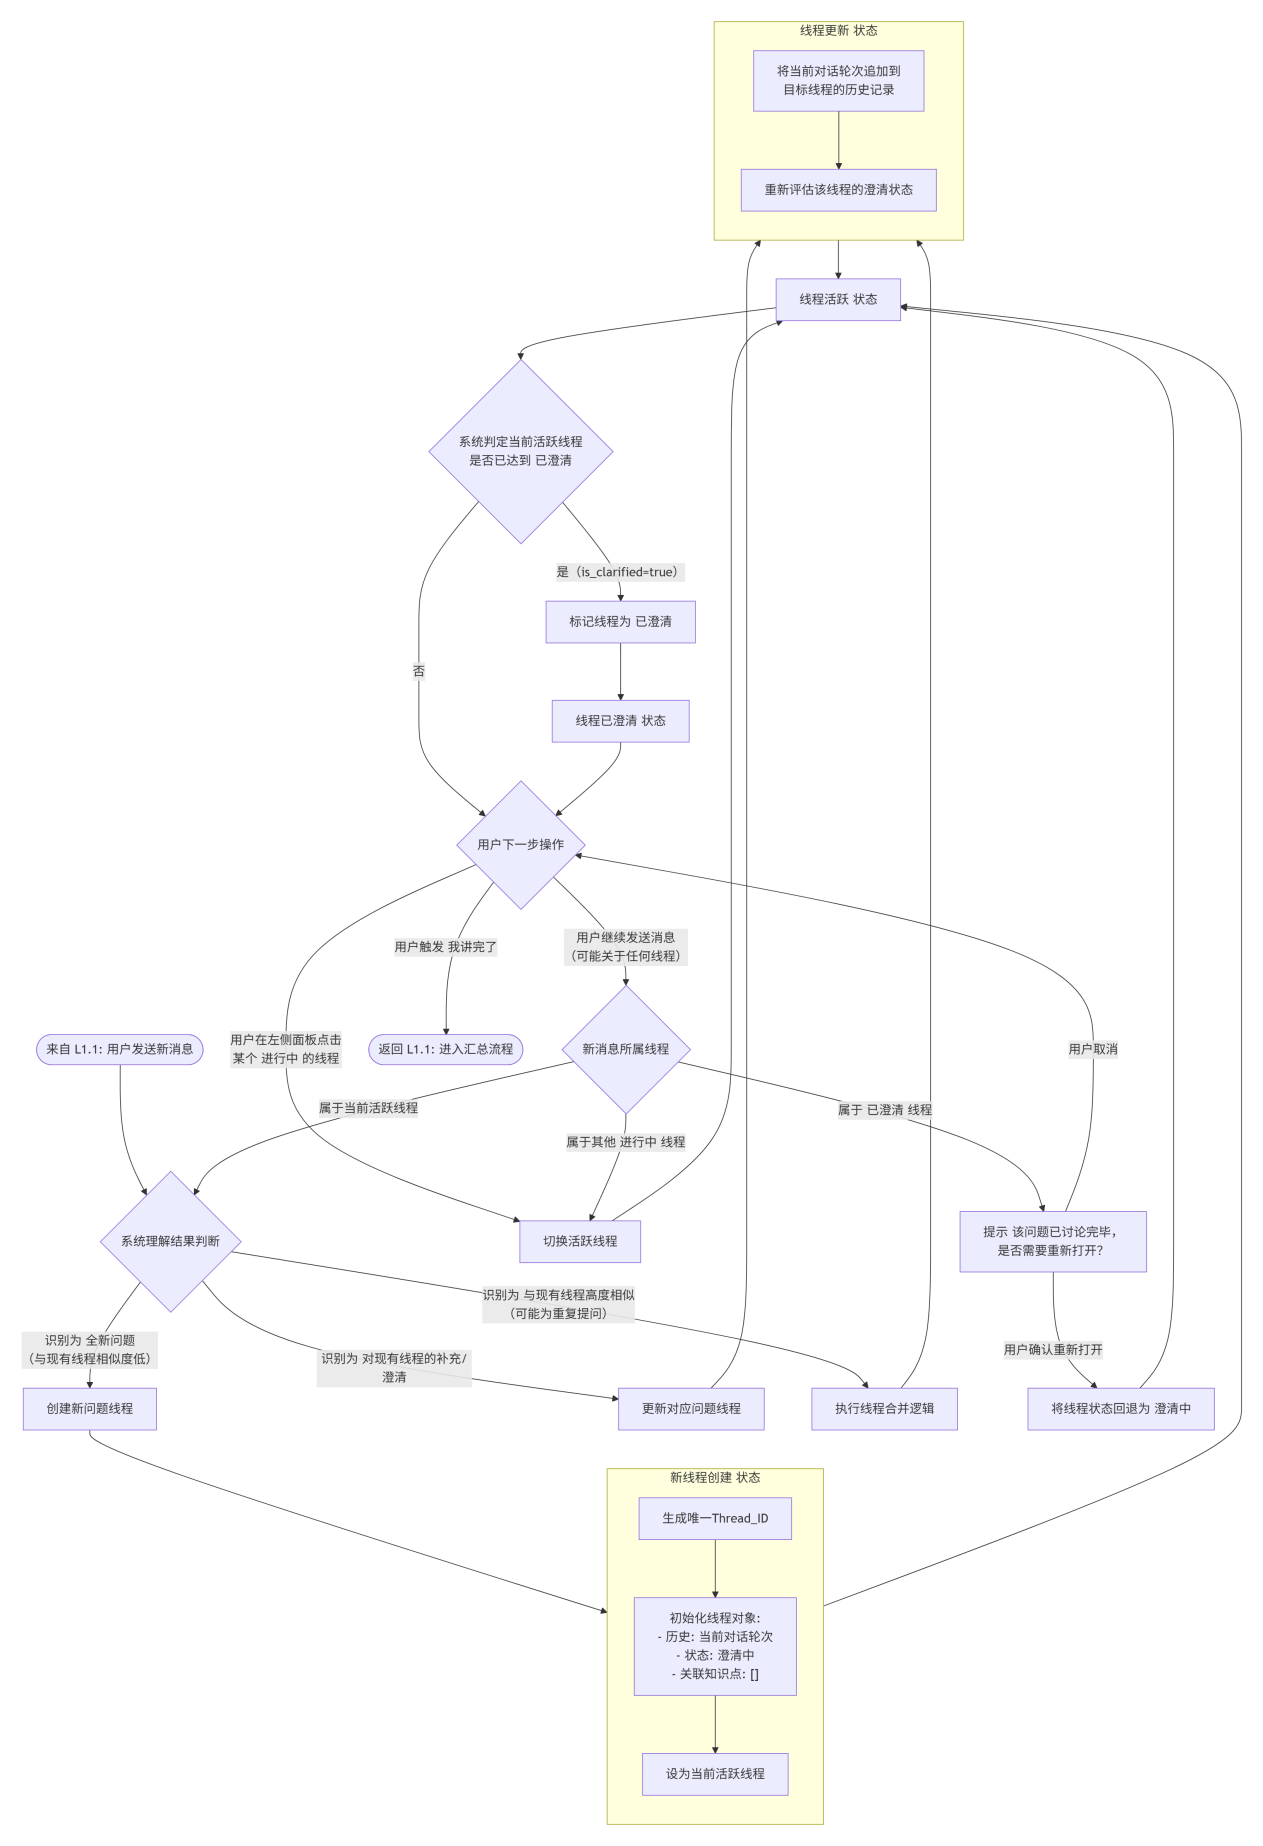 线程更新 状态
将当前对话轮次追加到
目标线程的历史记录
重新评估该线程的澄清状态
线程活跃 状态
系统判定当前活跃线程
是否已达到 已澄清
是（is_clarified=true）
标记线程为 已澄清
否
线程已澄清 状态
用户下一步操作
用户触发 我讲完了
用户继续发送消息
（可能关于任何线程）
用户在左侧面板点击
某个 进行中 的线程
来自 L1.1: 用户发送新消息
返回 L1.1: 进入汇总流程
新消息所属线程
用户取消
属于当前活跃线程
属于 已澄清 线程
属于其他 进行中 线程
系统理解结果判断
切换活跃线程
提示 该问题已讨论完毕，
是否需要重新打开？
识别为 与现有线程高度相似
（可能为重复提问）
识别为 全新问题
（与现有线程相似度低）
识别为 对现有线程的补充/
澄清
用户确认重新打开
创建新问题线程
更新对应问题线程
执行线程合并逻辑
将线程状态回退为 澄清中
新线程创建 状态
生成唯一Thread_ID
初始化线程对象:
- 历史: 当前对话轮次
- 状态: 澄清中
- 关联知识点: []
设为当前活跃线程